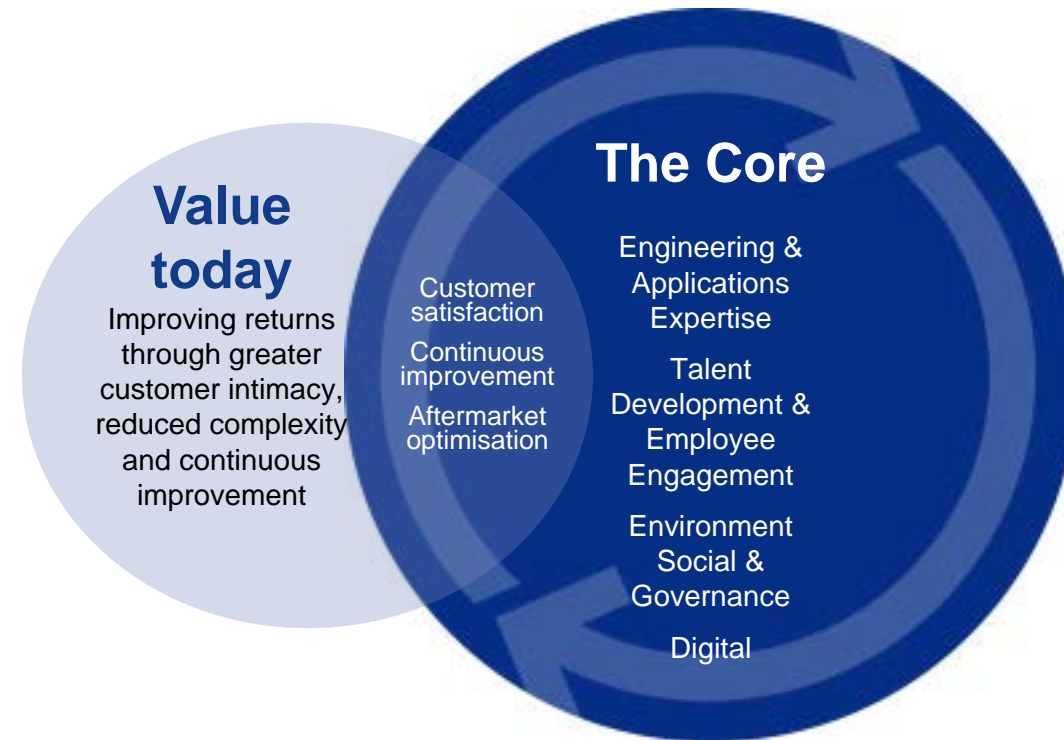 Value
today
Improving returns
through greater
customer intimacy,
reduced complexity
and continuous
improvement
Customer
satisfaction
Continuous
improvement
Aftermarket
optimisation
The Core
Engineering &
Applications
Expertise
Talent
Development &
Employee
Engagement
Environment
Social &
Governance
Digital